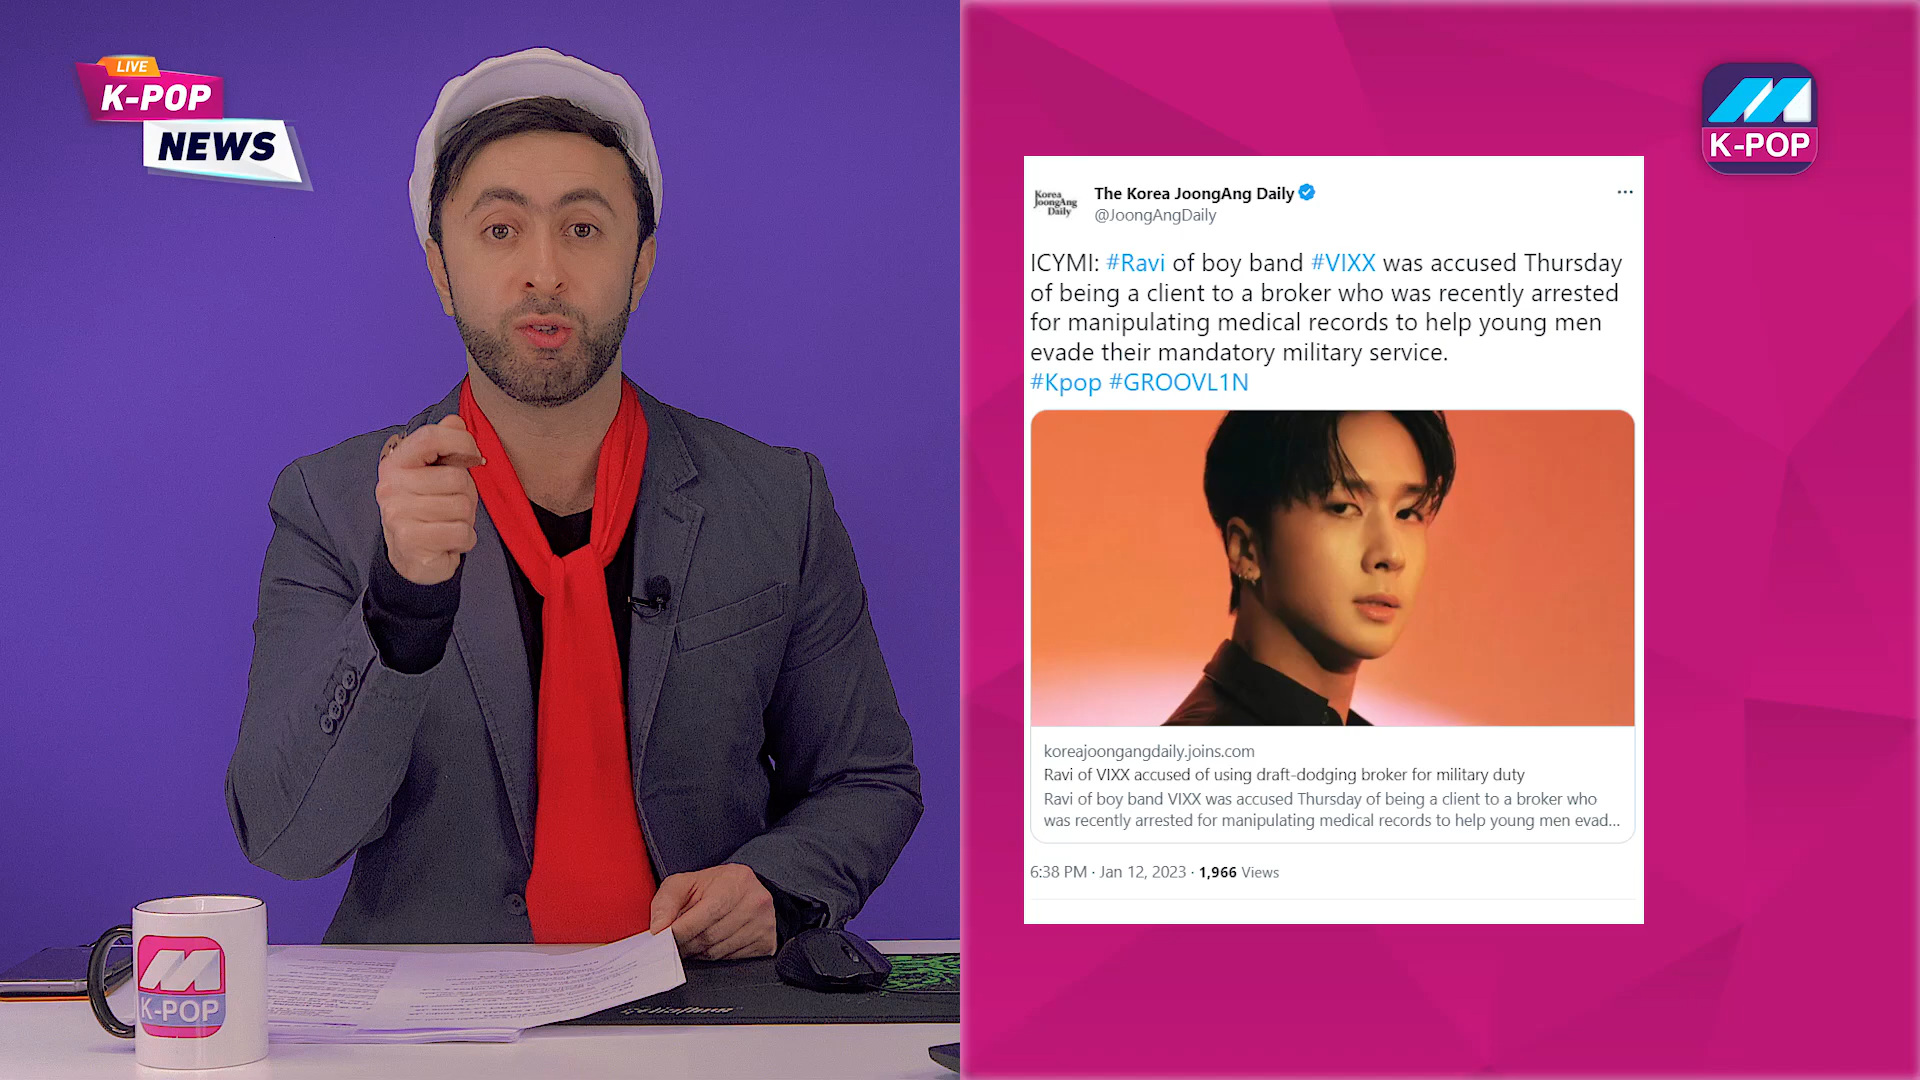 LIVE
K-POP
NEWS
K-POP
Korea
JoongAng
Daily
The Korea JoongAng Daily
@JoongAngDaily
ICYMI: #Ravi of boy band #VIXX was accused Thursday
of being a client to a broker who was recently arrested
for manipulating medical records to help young men
evade their mandatory military service.
#Kpop #GROOVL1N
koreajoongangdaily.joins.com
Ravi of VIXX accused of using draft-dodging broker for military duty
Ravi of boy band VIXX was accused Thursday of being a client to a broker who
was recently arrested for manipulating medical records to help young men evad...
6:38 PM · Jan 12, 2023 · 1,966 Views
K-POP